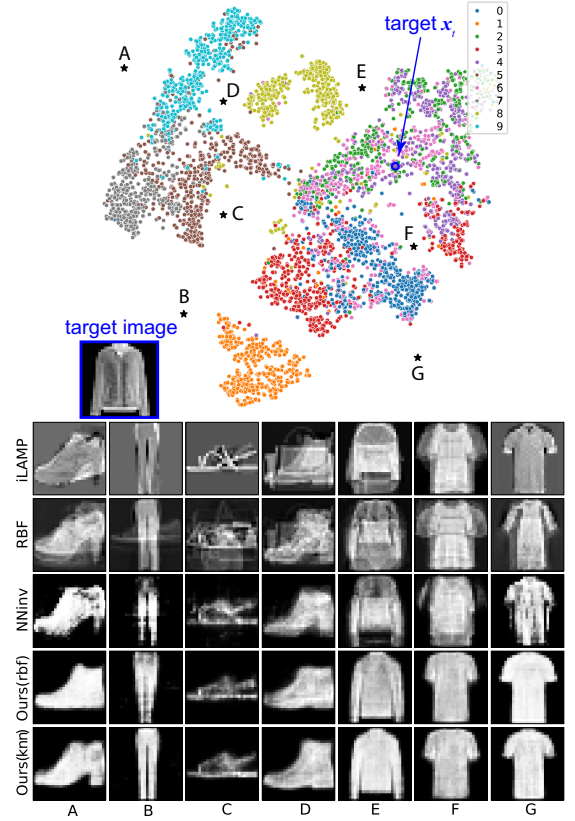 target xₜ
0
1
2
3
4
5
6
7
8
9
A
D
E
C
F
B
G
target image
iLAMP
RBF
NNinv
Ours(rbf)
Ours(knn)
A B C D E F G